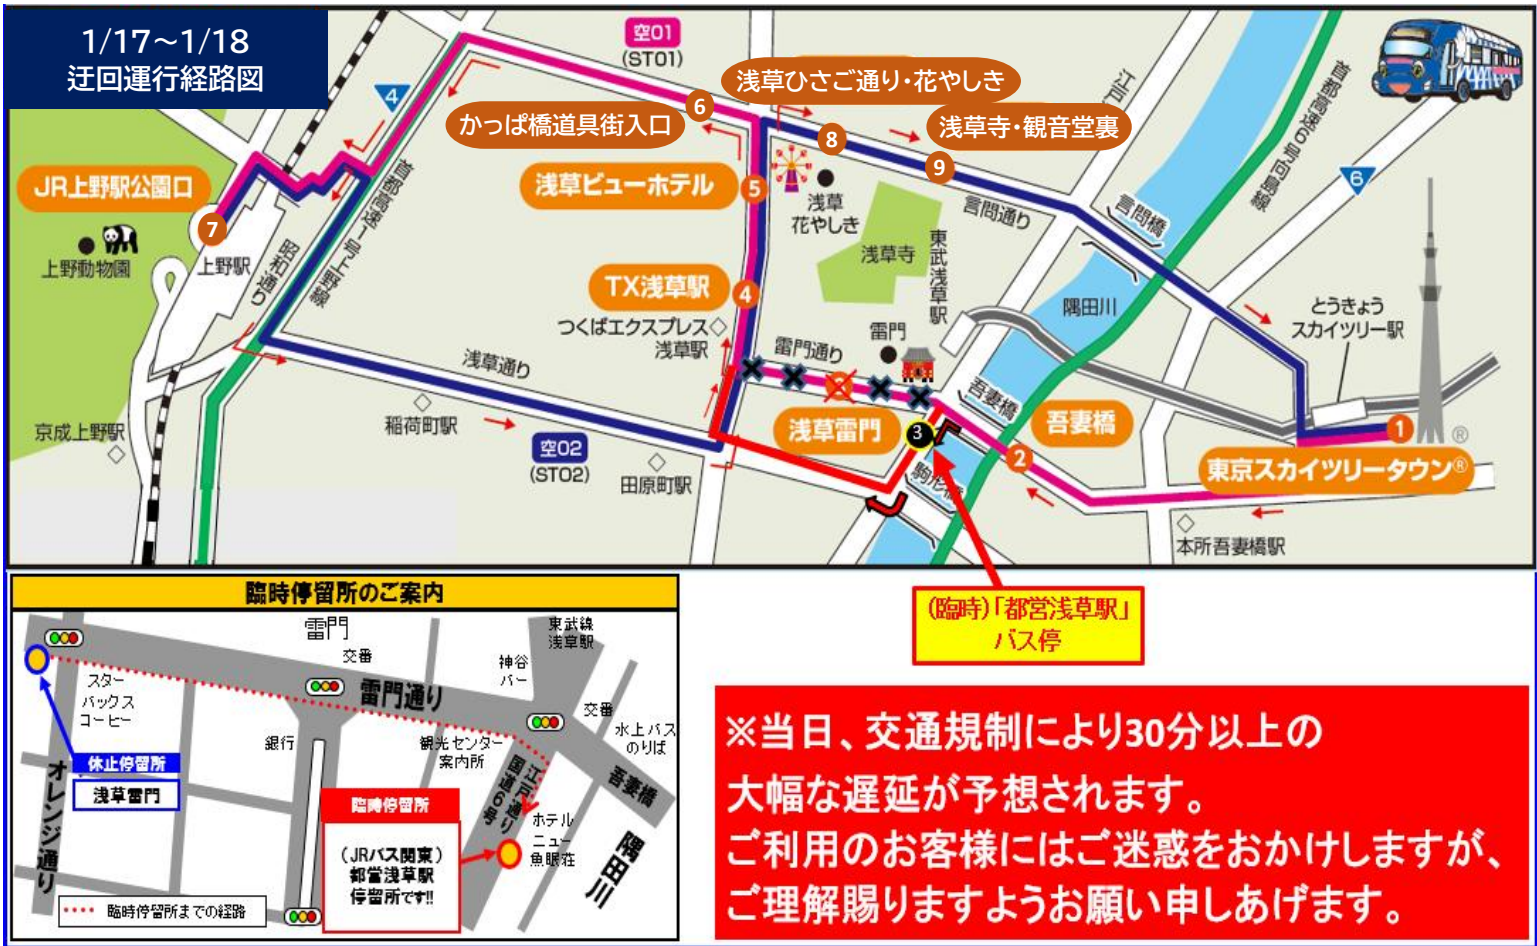 1/17～1/18
迂回運行経路図
空01
(ST01)
浅草ひさご通り・花やしき
かっぱ橋道具街入口
6
8
浅草寺・観音堂裏
9
4
首都高速1号上野線
JR上野駅公園口
7
上野動物園
上野駅
昭和通り
浅草ビューホテル
5
浅草
花やしき
浅草寺
東武浅草駅
言問通り
言問橋
江戸
首都高速6号向島線
6
隅田川
とうきょう
スカイツリー駅
TX浅草駅
4
つくばエクスプレス
浅草駅
雷門
雷門通り
浅草通り
稲荷町駅
京成上野駅
空02
(ST02)
田原町駅
浅草雷門
3
吾妻橋
吾妻橋
2
駒形橋
1
®
東京スカイツリータウン®
本所吾妻橋駅
(臨時)「都営浅草駅」
バス停
臨時停留所のご案内
雷門
交番
東武線
浅草駅
神谷
バー
スター
バックス
コーヒー
雷門通り
交番
水上バス
のりば
銀行
観光センター
案内所
吾妻橋
休止停留所
浅草雷門
オレンジ通り
江戸通り
国道6号
臨時停留所
(JRバス関東)
都営浅草駅
停留所です!!
ホテル
ニュー
魚眠荘
隅田川
臨時停留所までの経路
※当日、交通規制により30分以上の
大幅な遅延が予想されます。
ご利用のお客様にはご迷惑をおかけしますが、
ご理解賜りますようお願い申しあげます。